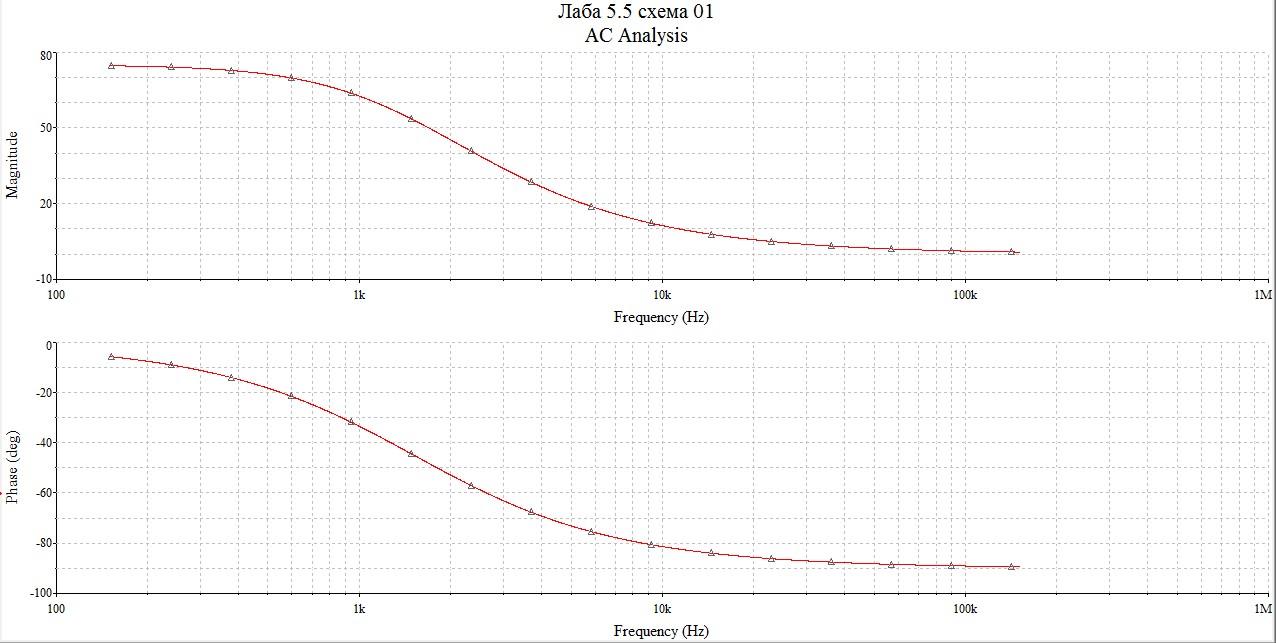 Лаба 5.5 схема 01
AC Analysis
80
50
20
-10
Magnitude
100 1k 10k 100k 1M
Frequency (Hz)
0
-20
-40
-60
-80
-100
Phase (deg)
100 1k 10k 100k 1M
Frequency (Hz)